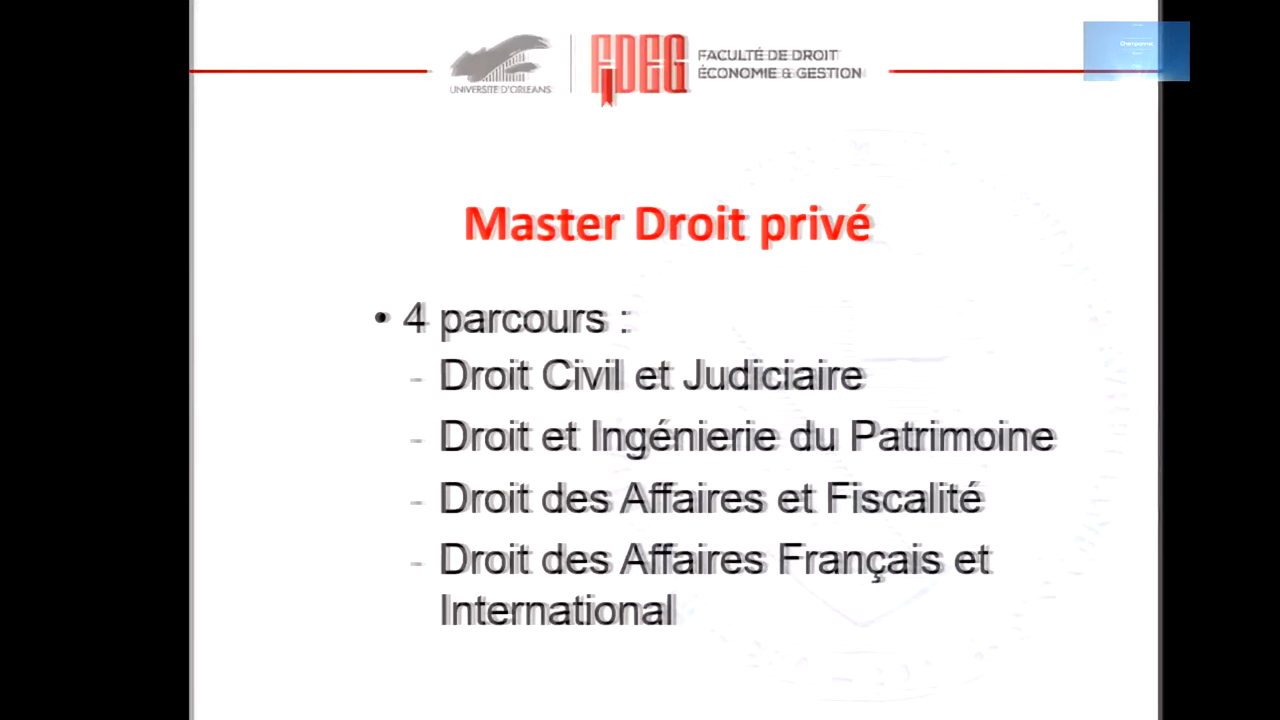 UNIVERSITÉ D'ORLÉANS
FDEG
FACULTÉ DE DROIT
ÉCONOMIE & GESTION
Master Droit privé
• 4 parcours :
- Droit Civil et Judiciaire
- Droit et Ingénierie du Patrimoine
- Droit des Affaires et Fiscalité
- Droit des Affaires Français et
International